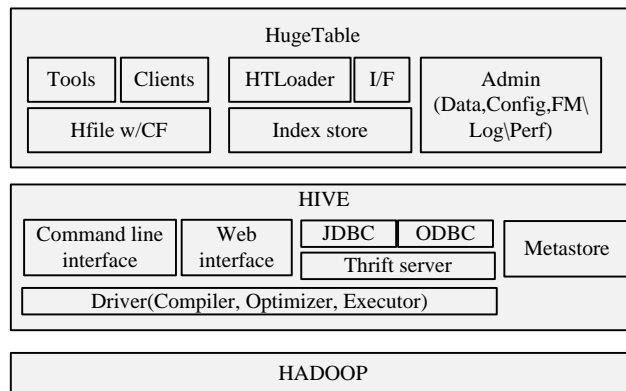 HugeTable
Tools Clients HTLoader I/F Admin
(Data,Config,FM\
Hfile w/CF Index store Log\Perf)
HIVE
Command line
interface
Web
interface
JDBC ODBC
Thrift server
Metastore
Driver(Compiler, Optimizer, Executor)
HADOOP